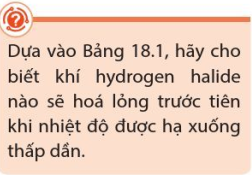 Dựa vào Bảng 18.1, hãy cho
biết khí hydrogen halide
nào sẽ hoá lỏng trước tiên
khi nhiệt độ được hạ xuống
thấp dần.